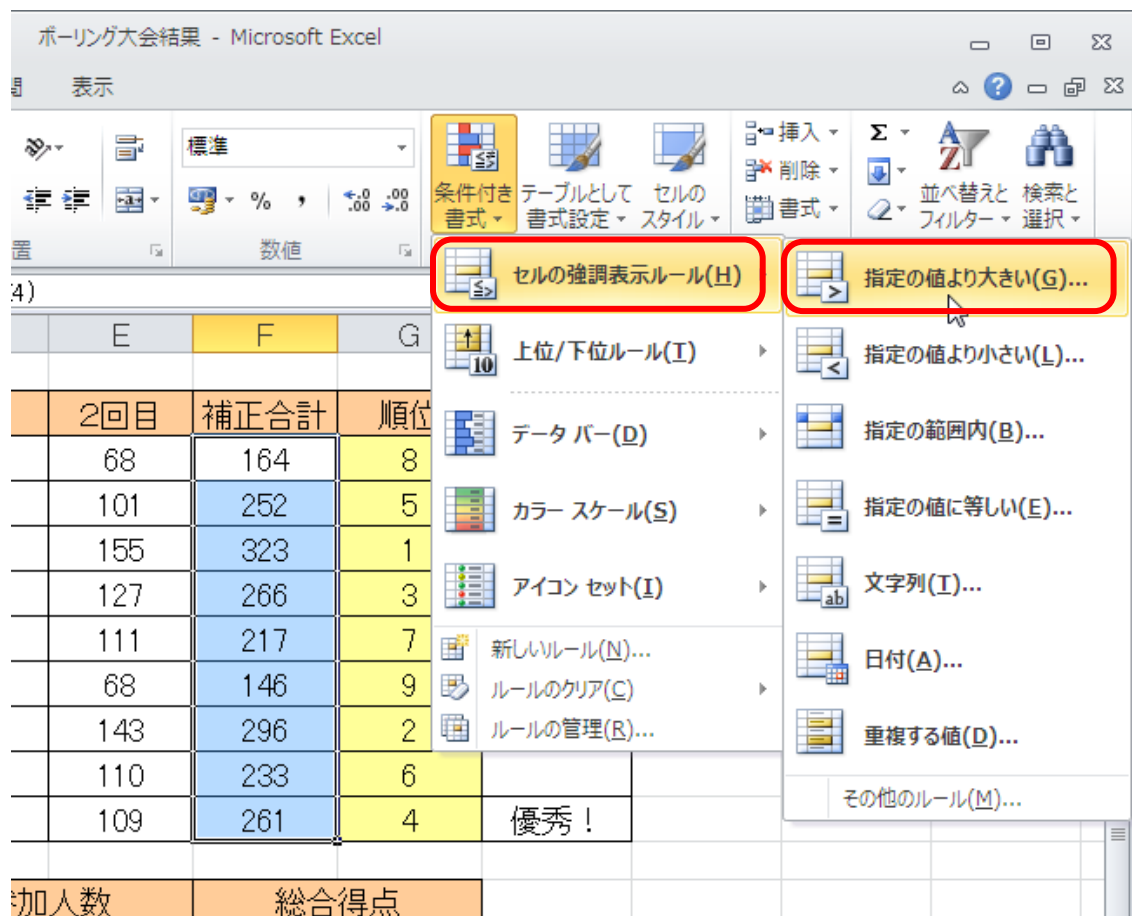 ボーリング大会結果 - Microsoft Excel
表示
標準
条件付き書式
テーブルとして書式設定
セルのスタイル
挿入
削除
書式
Σ
並べ替えとフィルター
検索と選択
置
数値
4)
セルの強調表示ルール(H)
上位/下位ルール(T)
データ バー(D)
カラー スケール(S)
アイコン セット(I)
新しいルール(N)...
ルールのクリア(C)
ルールの管理(R)...
指定の値より大きい(G)...
指定の値より小さい(L)...
指定の範囲内(B)...
指定の値に等しい(E)...
文字列(T)...
日付(A)...
重複する値(D)...
その他のルール(M)...
E F G
2回目 補正合計 順位
68 164 8
101 252 5
155 323 1
127 266 3
111 217 7
68 146 9
143 296 2
110 233 6
109 261 4 優秀！
加人数 総合得点